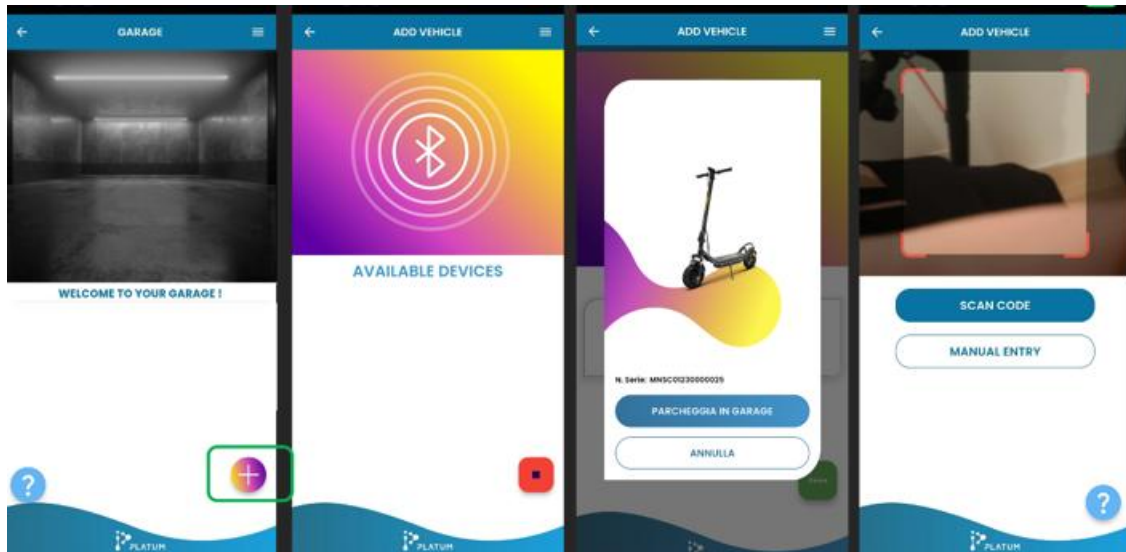 GARAGE
WELCOME TO YOUR GARAGE !
?
PLATUM
ADD VEHICLE
AVAILABLE DEVICES
PLATUM
ADD VEHICLE
N. Serie: MNSC01230000025
PARCHEGGIA IN GARAGE
ANNULLA
ADD VEHICLE
SCAN CODE
MANUAL ENTRY
?
PLATUM